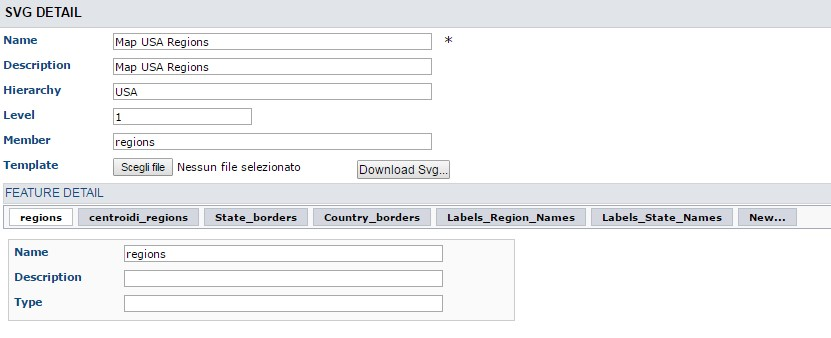 SVG DETAIL
Name Map USA Regions *
Description Map USA Regions
Hierarchy USA
Level 1
Member regions
Template Scegli file Nessun file selezionato Download Svg...
FEATURE DETAIL
regions centroidi_regions State_borders Country_borders Labels_Region_Names Labels_State_Names New...
Name regions
Description
Type